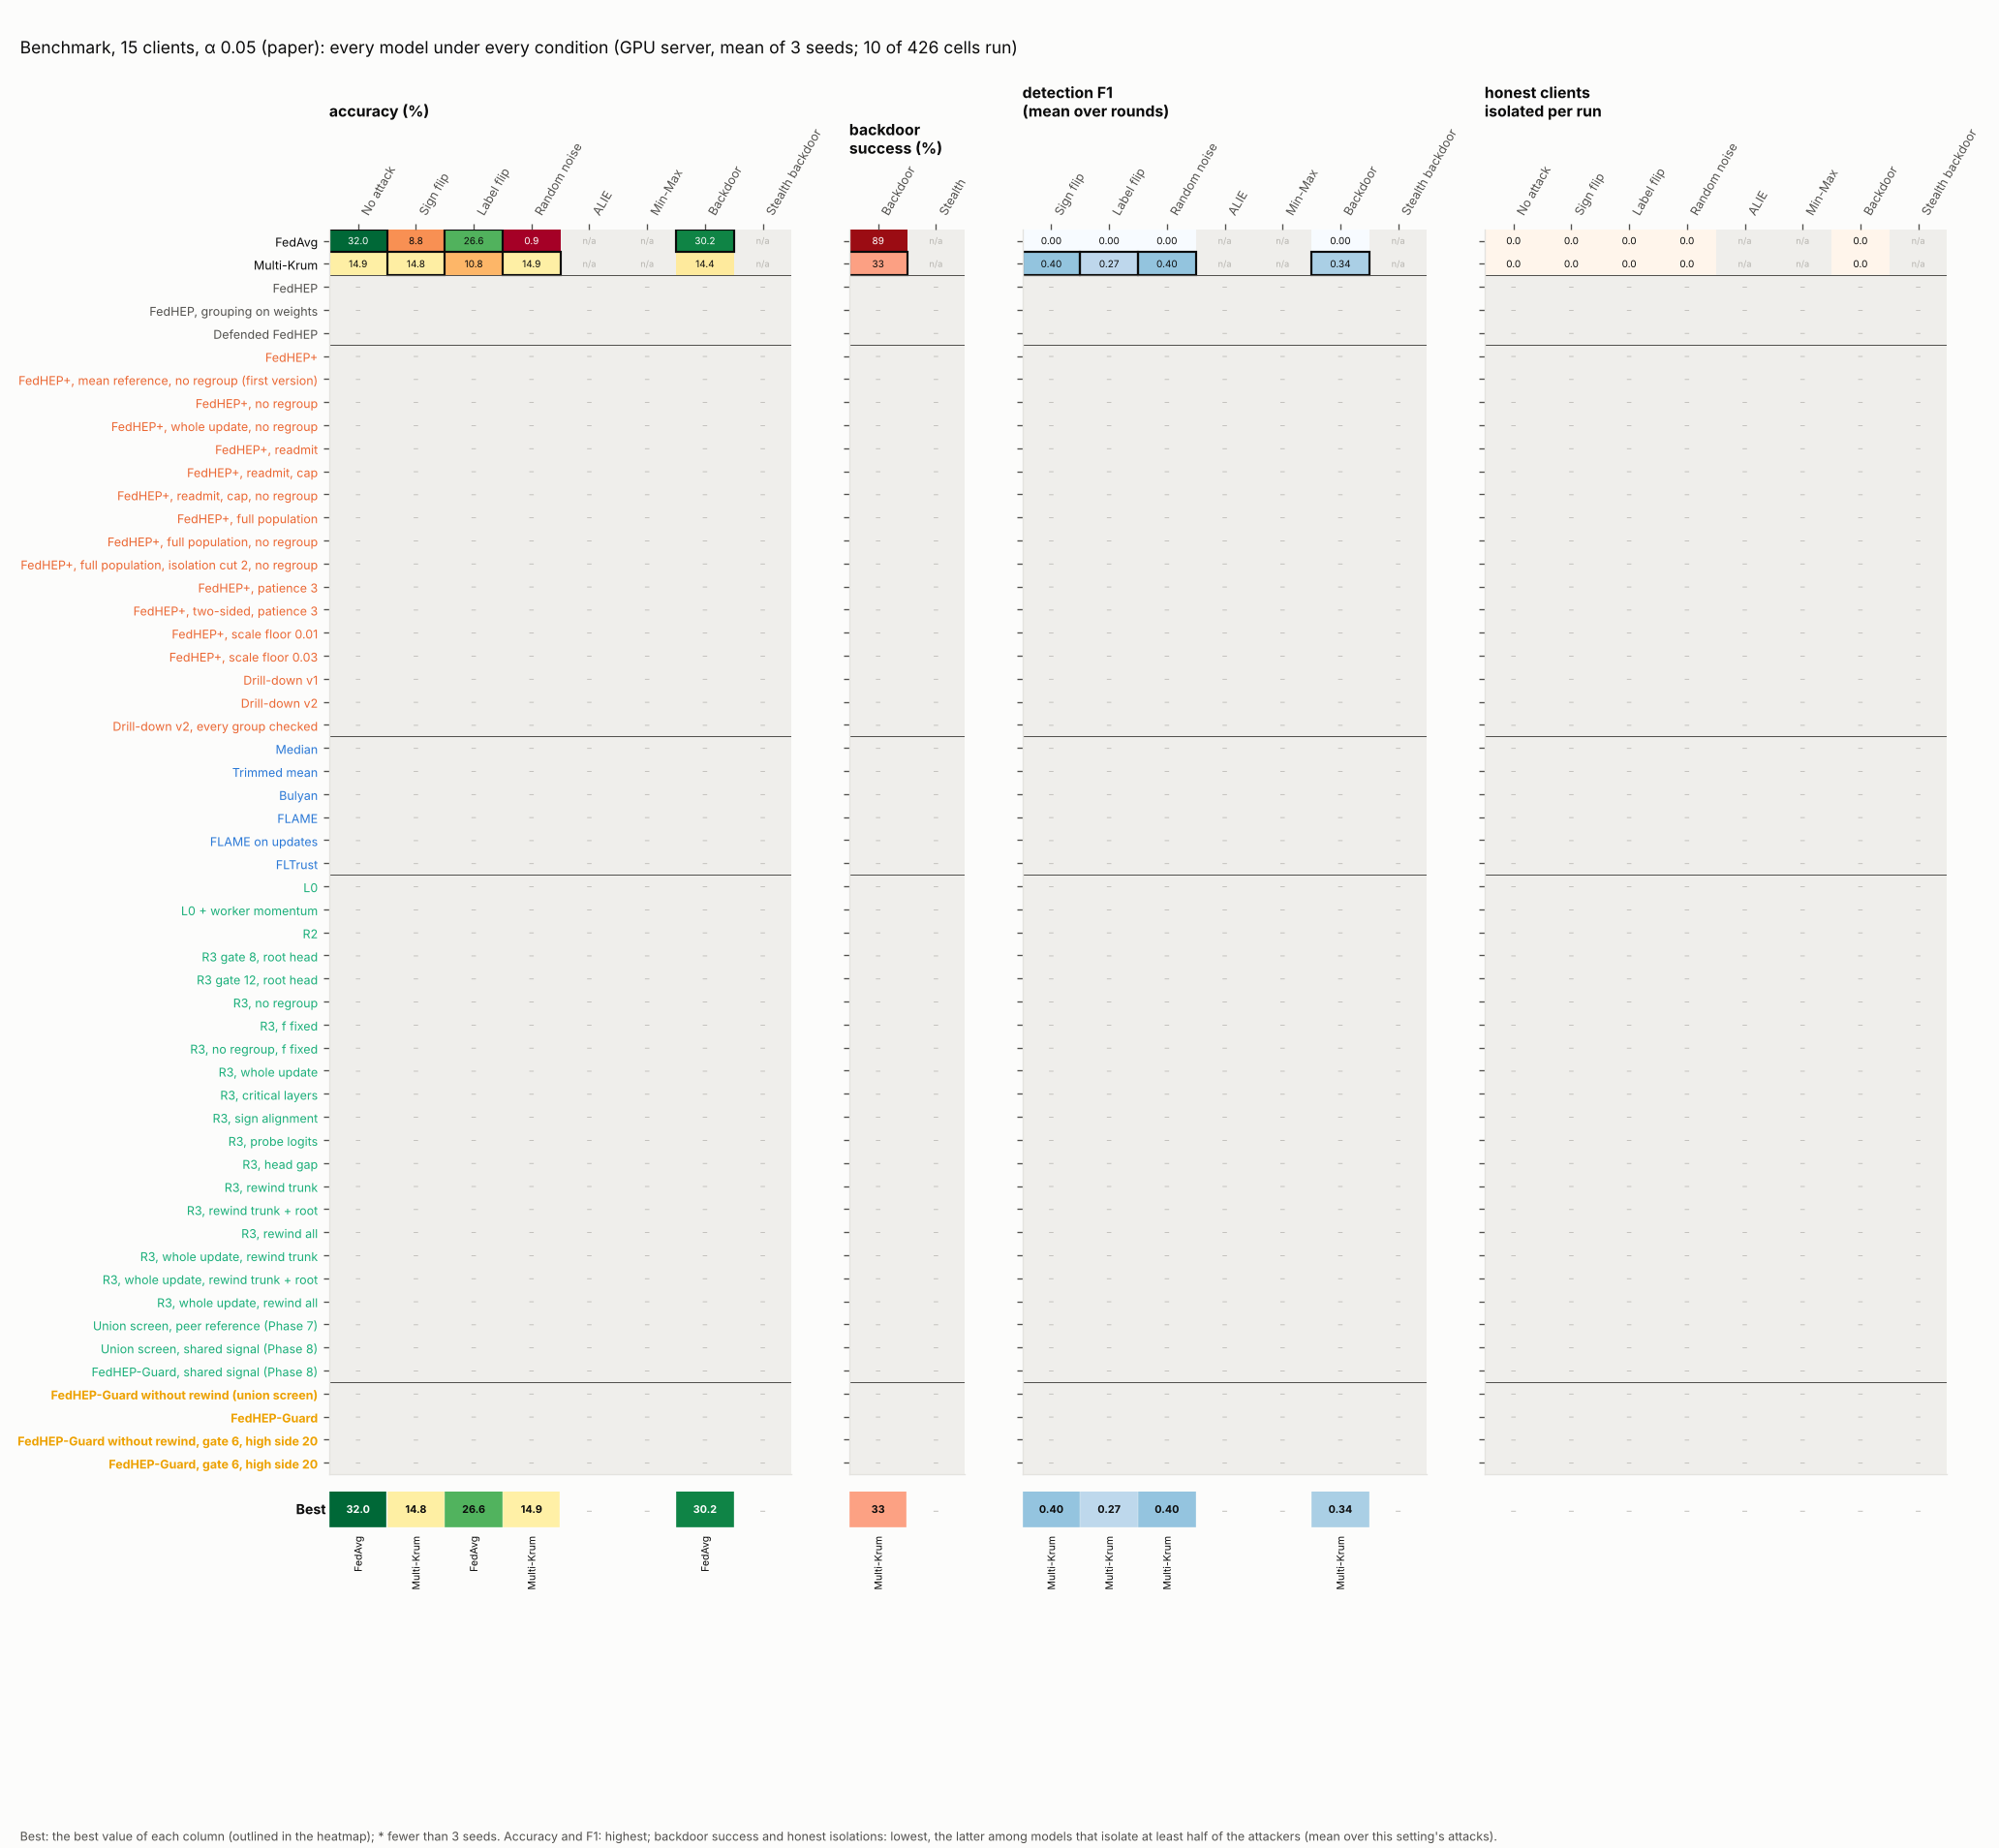 Benchmark, 15 clients, α 0.05 (paper): every model under every condition (GPU server, mean of 3 seeds; 10 of 426 cells run)
accuracy (%)
backdoor
success (%)
detection F1
(mean over rounds)
honest clients
isolated per run
No attack Sign flip Label flip Random noise ALIE Min-Max Backdoor Stealth backdoor
Backdoor Stealth
Sign flip Label flip Random noise ALIE Min-Max Backdoor Stealth backdoor
No attack Sign flip Label flip Random noise ALIE Min-Max Backdoor Stealth backdoor
FedAvg 32.0 8.8 26.6 0.9 n/a n/a 30.2 n/a 89 n/a 0.00 0.00 0.00 n/a n/a 0.00 n/a 0.0 0.0 0.0 0.0 n/a n/a 0.0 n/a
Multi-Krum 14.9 14.8 10.8 14.9 n/a n/a 14.4 n/a 33 n/a 0.40 0.27 0.40 n/a n/a 0.34 n/a 0.0 0.0 0.0 0.0 n/a n/a 0.0 n/a
FedHEP – – – – – – – – – – – – – – – – – – – – – – – – –
FedHEP, grouping on weights – – – – – – – – – – – – – – – – – – – – – – – – –
Defended FedHEP – – – – – – – – – – – – – – – – – – – – – – – – –
FedHEP+ – – – – – – – – – – – – – – – – – – – – – – – – –
FedHEP+, mean reference, no regroup (first version) – – – – – – – – – – – – – – – – – – – – – – – – –
FedHEP+, no regroup – – – – – – – – – – – – – – – – – – – – – – – – –
FedHEP+, whole update, no regroup – – – – – – – – – – – – – – – – – – – – – – – – –
FedHEP+, readmit – – – – – – – – – – – – – – – – – – – – – – – – –
FedHEP+, readmit, cap – – – – – – – – – – – – – – – – – – – – – – – – –
FedHEP+, readmit, cap, no regroup – – – – – – – – – – – – – – – – – – – – – – – – –
FedHEP+, full population – – – – – – – – – – – – – – – – – – – – – – – – –
FedHEP+, full population, no regroup – – – – – – – – – – – – – – – – – – – – – – – – –
FedHEP+, full population, isolation cut 2, no regroup – – – – – – – – – – – – – – – – – – – – – – – – –
FedHEP+, patience 3 – – – – – – – – – – – – – – – – – – – – – – – – –
FedHEP+, two-sided, patience 3 – – – – – – – – – – – – – – – – – – – – – – – – –
FedHEP+, scale floor 0.01 – – – – – – – – – – – – – – – – – – – – – – – – –
FedHEP+, scale floor 0.03 – – – – – – – – – – – – – – – – – – – – – – – – –
Drill-down v1 – – – – – – – – – – – – – – – – – – – – – – – – –
Drill-down v2 – – – – – – – – – – – – – – – – – – – – – – – – –
Drill-down v2, every group checked – – – – – – – – – – – – – – – – – – – – – – – – –
Median – – – – – – – – – – – – – – – – – – – – – – – – –
Trimmed mean – – – – – – – – – – – – – – – – – – – – – – – – –
Bulyan – – – – – – – – – – – – – – – – – – – – – – – – –
FLAME – – – – – – – – – – – – – – – – – – – – – – – – –
FLAME on updates – – – – – – – – – – – – – – – – – – – – – – – – –
FLTrust – – – – – – – – – – – – – – – – – – – – – – – – –
L0 – – – – – – – – – – – – – – – – – – – – – – – – –
L0 + worker momentum – – – – – – – – – – – – – – – – – – – – – – – – –
R2 – – – – – – – – – – – – – – – – – – – – – – – – –
R3 gate 8, root head – – – – – – – – – – – – – – – – – – – – – – – – –
R3 gate 12, root head – – – – – – – – – – – – – – – – – – – – – – – – –
R3, no regroup – – – – – – – – – – – – – – – – – – – – – – – – –
R3, f fixed – – – – – – – – – – – – – – – – – – – – – – – – –
R3, no regroup, f fixed – – – – – – – – – – – – – – – – – – – – – – – – –
R3, whole update – – – – – – – – – – – – – – – – – – – – – – – – –
R3, critical layers – – – – – – – – – – – – – – – – – – – – – – – – –
R3, sign alignment – – – – – – – – – – – – – – – – – – – – – – – – –
R3, probe logits – – – – – – – – – – – – – – – – – – – – – – – – –
R3, head gap – – – – – – – – – – – – – – – – – – – – – – – – –
R3, rewind trunk – – – – – – – – – – – – – – – – – – – – – – – – –
R3, rewind trunk + root – – – – – – – – – – – – – – – – – – – – – – – – –
R3, rewind all – – – – – – – – – – – – – – – – – – – – – – – – –
R3, whole update, rewind trunk – – – – – – – – – – – – – – – – – – – – – – – – –
R3, whole update, rewind trunk + root – – – – – – – – – – – – – – – – – – – – – – – – –
R3, whole update, rewind all – – – – – – – – – – – – – – – – – – – – – – – – –
Union screen, peer reference (Phase 7) – – – – – – – – – – – – – – – – – – – – – – – – –
Union screen, shared signal (Phase 8) – – – – – – – – – – – – – – – – – – – – – – – – –
FedHEP-Guard, shared signal (Phase 8) – – – – – – – – – – – – – – – – – – – – – – – – –
FedHEP-Guard without rewind (union screen) – – – – – – – – – – – – – – – – – – – – – – – – –
FedHEP-Guard – – – – – – – – – – – – – – – – – – – – – – – – –
FedHEP-Guard without rewind, gate 6, high side 20 – – – – – – – – – – – – – – – – – – – – – – – – –
FedHEP-Guard, gate 6, high side 20 – – – – – – – – – – – – – – – – – – – – – – – – –
Best 32.0 14.8 26.6 14.9 – – 30.2 – 33 – 0.40 0.27 0.40 – – 0.34 – – – – – – – – –
FedAvg Multi-Krum FedAvg Multi-Krum FedAvg Multi-Krum Multi-Krum Multi-Krum Multi-Krum Multi-Krum
Best: the best value of each column (outlined in the heatmap); * fewer than 3 seeds. Accuracy and F1: highest; backdoor success and honest isolations: lowest, the latter among models that isolate at least half of the attackers (mean over this setting's attacks).